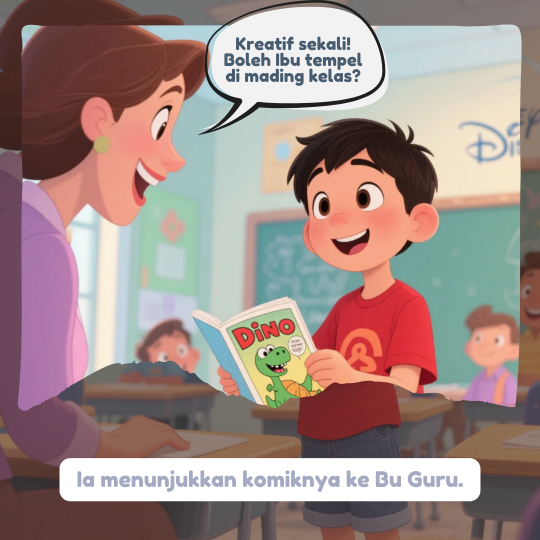 Kreatif sekali!
Boleh Ibu tempel
di mading kelas?
DINO
Ia menunjukkan komiknya ke Bu Guru.